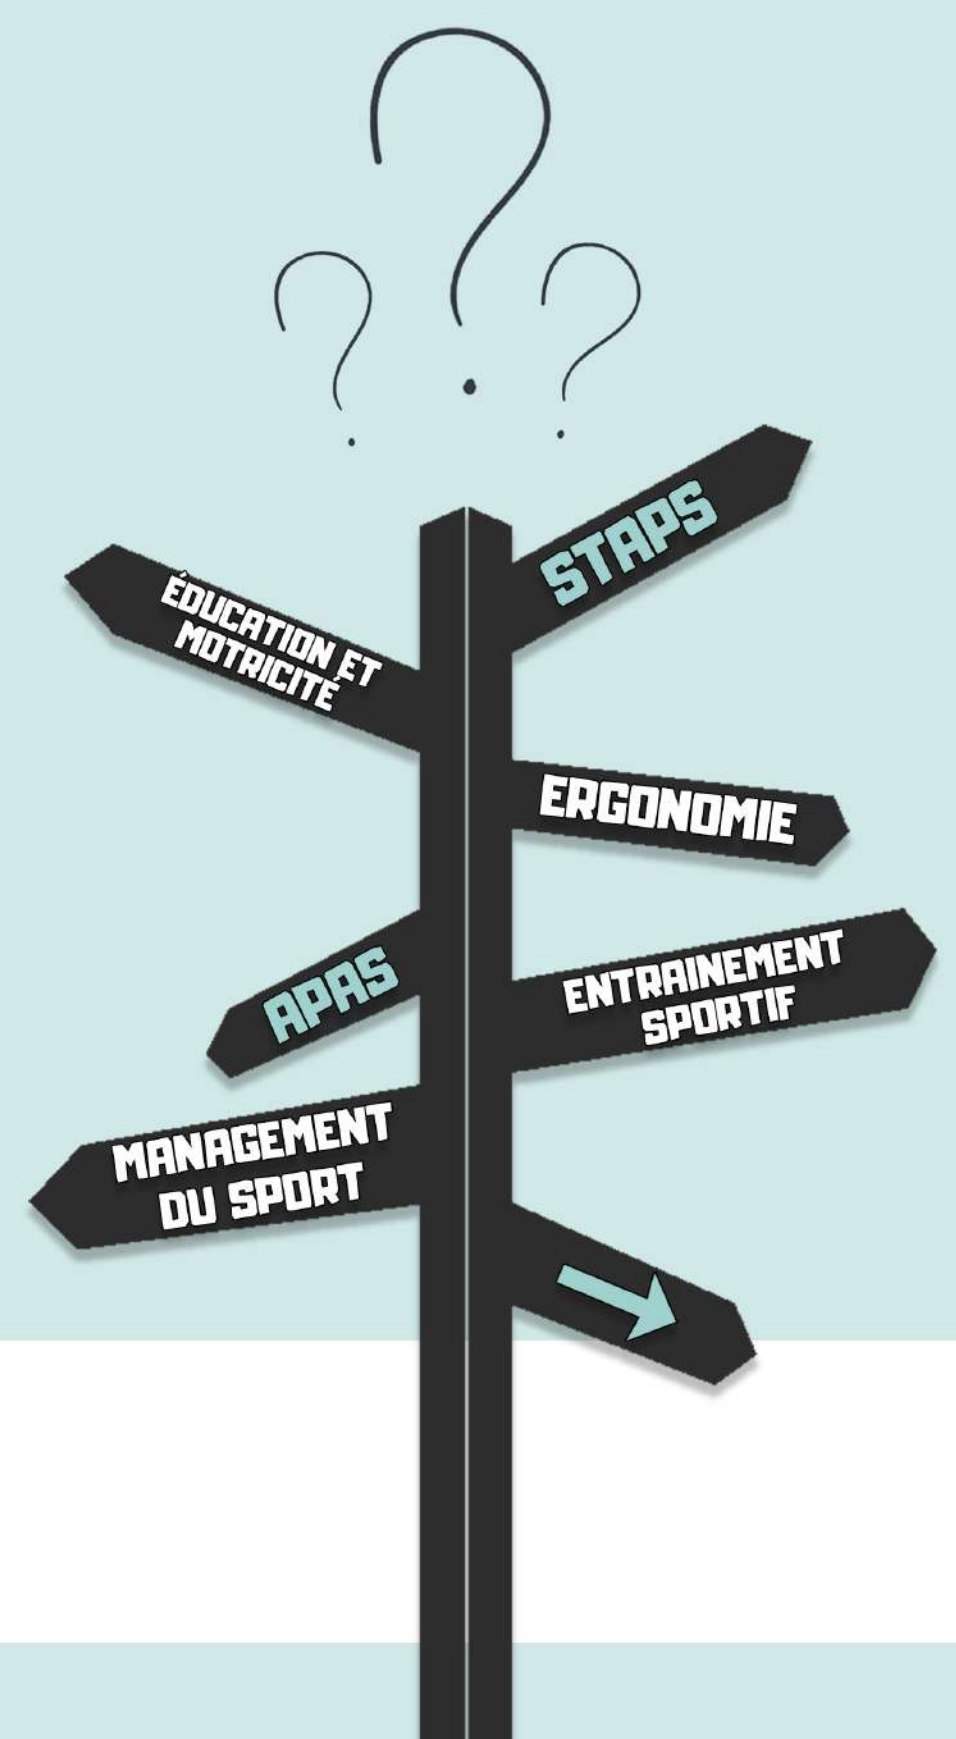 STAPS
ÉDUCATION ET
MOTRICITÉ
ERGONOMIE
APAS
ENTRAINEMENT
SPORTIF
MANAGEMENT
DU SPORT